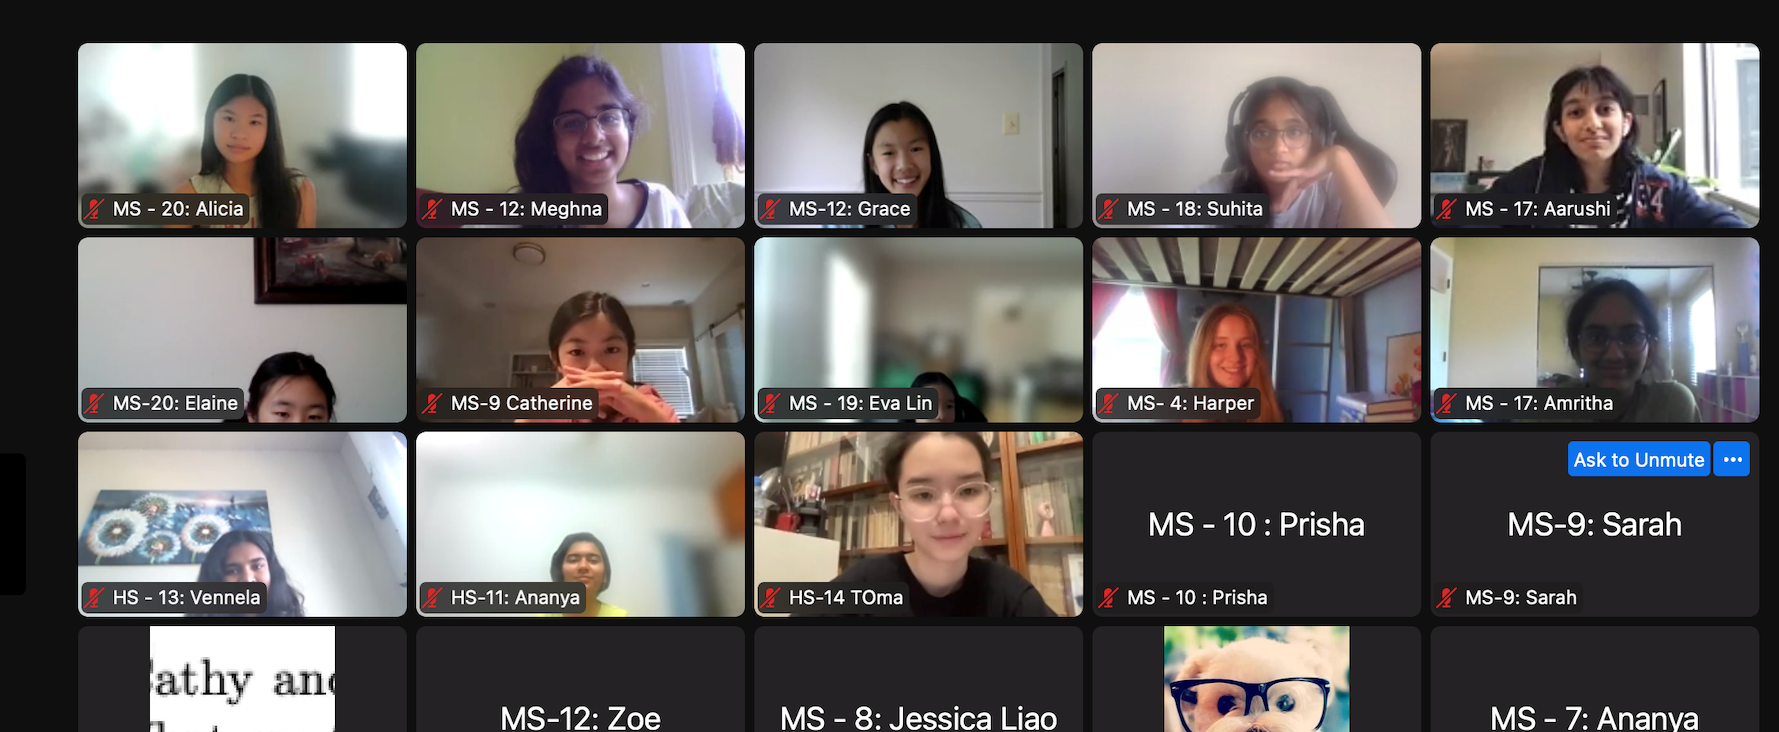 MS - 20: Alicia
MS - 12: Meghna
MS-12: Grace
MS - 18: Suhita
MS - 17: Aarushi
MS-20: Elaine
MS-9 Catherine
MS - 19: Eva Lin
MS- 4: Harper
MS - 17: Amritha
HS - 13: Vennela
HS-11: Ananya
HS-14 TOma
MS - 10 : Prisha
MS - 10 : Prisha
Ask to Unmute
MS-9: Sarah
MS-9: Sarah
athy and
MS-12: Zoe
MS - 8: Jessica Liao
MS - 7: Ananya